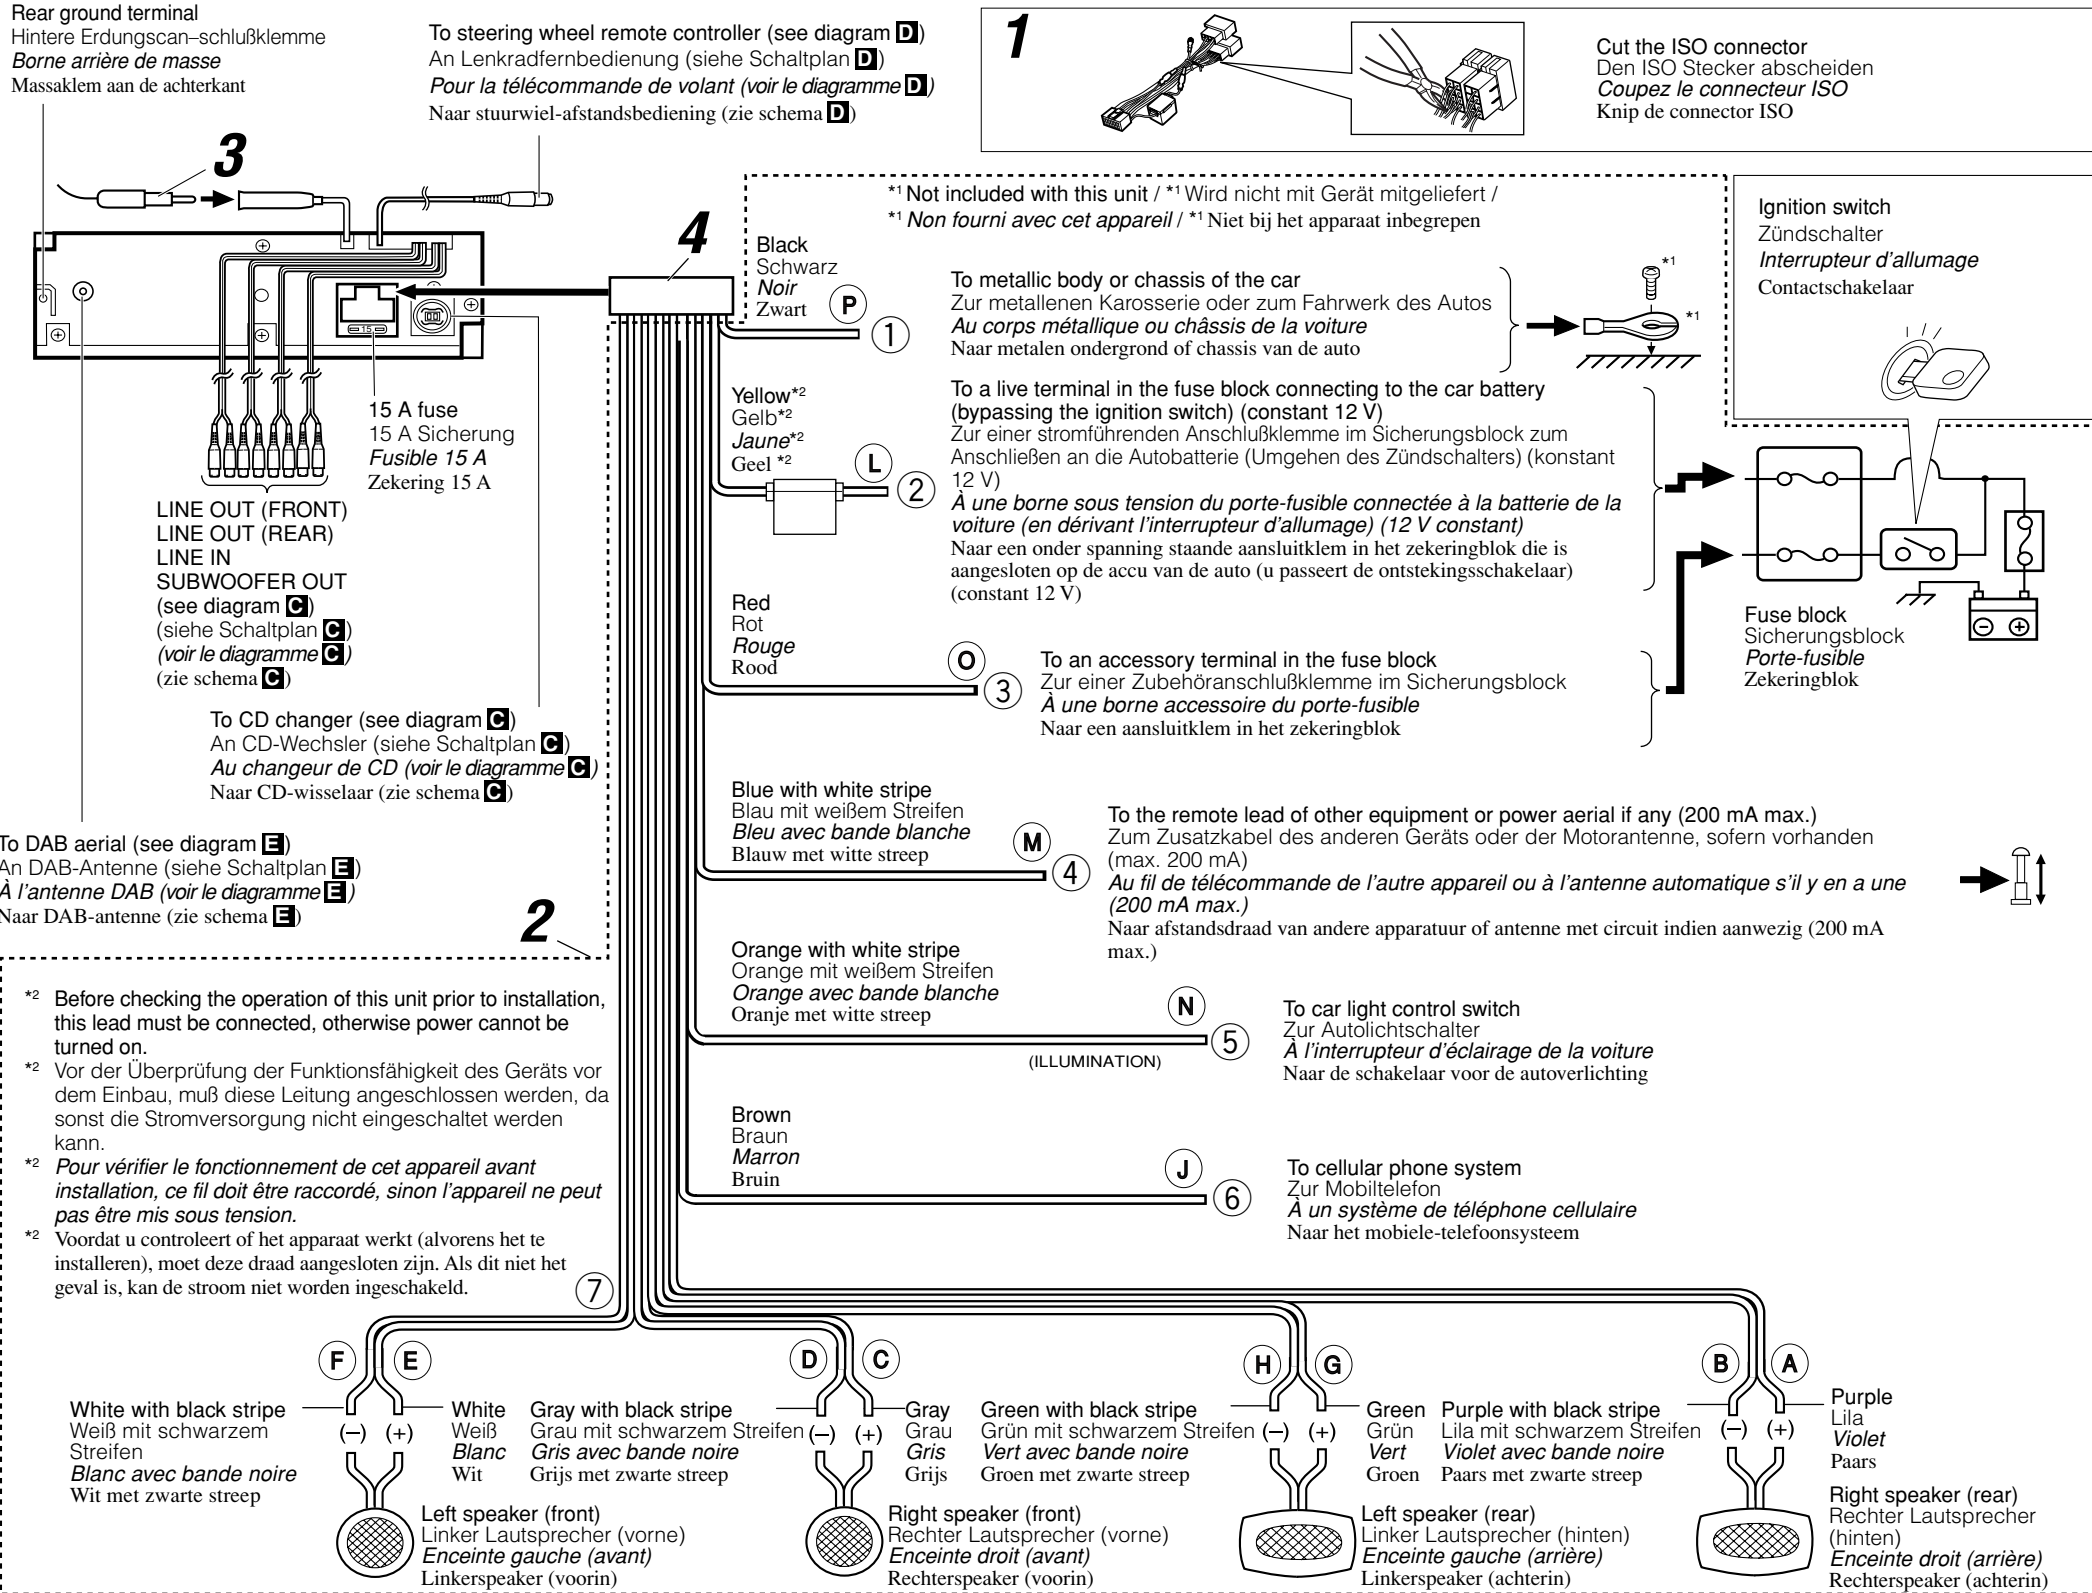 Rear ground terminal
Hintere Erdungscan–schlußklemme
Borne arrière de masse
Massaklem aan de achterkant
To steering wheel remote controller (see diagram D)
An Lenkradfernbedienung (siehe Schaltplan D)
Pour la télécommande de volant (voir le diagramme D)
Naar stuurwiel-afstandsbediening (zie schema D)
1
Cut the ISO connector
Den ISO Stecker abscheiden
Coupez le connecteur ISO
Knip de connector ISO
3
*1 Not included with this unit / *1 Wird nicht mit Gerät mitgeliefert /
*1 Non fourni avec cet appareil / *1 Niet bij het apparaat inbegrepen
Ignition switch
Zündschalter
Interrupteur d'allumage
Contactschakelaar
4
Black
Schwarz
Noir
Zwart
P
1
To metallic body or chassis of the car
Zur metallenen Karosserie oder zum Fahrwerk des Autos
Au corps métallique ou châssis de la voiture
Naar metalen ondergrond of chassis van de auto
*1
*1
15
15 A fuse
15 A Sicherung
Fusible 15 A
Zekering 15 A
Yellow*2
Gelb*2
Jaune*2
Geel *2
L
2
To a live terminal in the fuse block connecting to the car battery
(bypassing the ignition switch) (constant 12 V)
Zur einer stromführenden Anschlußklemme im Sicherungsblock zum
Anschließen an die Autobatterie (Umgehen des Zündschalters) (konstant
12 V)
À une borne sous tension du porte-fusible connectée à la batterie de la
voiture (en dérivant l'interrupteur d'allumage) (12 V constant)
Naar een onder spanning staande aansluitklem in het zekeringblok die is
aangesloten op de accu van de auto (u passeert de ontstekingsschakelaar)
(constant 12 V)
LINE OUT (FRONT)
LINE OUT (REAR)
LINE IN
SUBWOOFER OUT
(see diagram C)
(siehe Schaltplan C)
(voir le diagramme C)
(zie schema C)
Red
Rot
Rouge
Rood
O
3
To an accessory terminal in the fuse block
Zur einer Zubehöranschlußklemme im Sicherungsblock
À une borne accessoire du porte-fusible
Naar een aansluitklem in het zekeringblok
Fuse block
Sicherungsblock
Porte-fusible
Zekeringblok
To CD changer (see diagram C)
An CD-Wechsler (siehe Schaltplan C)
Au changeur de CD (voir le diagramme C)
Naar CD-wisselaar (zie schema C)
Blue with white stripe
Blau mit weißem Streifen
Bleu avec bande blanche
Blauw met witte streep
M
4
To the remote lead of other equipment or power aerial if any (200 mA max.)
Zum Zusatzkabel des anderen Geräts oder der Motorantenne, sofern vorhanden
(max. 200 mA)
Au fil de télécommande de l'autre appareil ou à l'antenne automatique s'il y en a une
(200 mA max.)
Naar afstandsdraad van andere apparatuur of antenne met circuit indien aanwezig (200 mA
max.)
To DAB aerial (see diagram E)
An DAB-Antenne (siehe Schaltplan E)
À l'antenne DAB (voir le diagramme E)
Naar DAB-antenne (zie schema E)
2
Orange with white stripe
Orange mit weißem Streifen
Orange avec bande blanche
Oranje met witte streep
(ILLUMINATION)
N
5
To car light control switch
Zur Autolichtschalter
À l'interrupteur d'éclairage de la voiture
Naar de schakelaar voor de autoverlichting
*2 Before checking the operation of this unit prior to installation,
this lead must be connected, otherwise power cannot be
turned on.
*2 Vor der Überprüfung der Funktionsfähigkeit des Geräts vor
dem Einbau, muß diese Leitung angeschlossen werden, da
sonst die Stromversorgung nicht eingeschaltet werden
kann.
*2 Pour vérifier le fonctionnement de cet appareil avant
installation, ce fil doit être raccordé, sinon l'appareil ne peut
pas être mis sous tension.
*2 Voordat u controleert of het apparaat werkt (alvorens het te
installeren), moet deze draad aangesloten zijn. Als dit niet het
geval is, kan de stroom niet worden ingeschakeld.
Brown
Braun
Marron
Bruin
J
6
To cellular phone system
Zur Mobiltelefon
À un système de téléphone cellulaire
Naar het mobiele-telefoonsysteem
7
F
E
D
C
H
G
B
A
White with black stripe
Weiß mit schwarzem
Streifen
Blanc avec bande noire
Wit met zwarte streep
(–) (+)
White
Weiß
Blanc
Wit
Gray with black stripe
Grau mit schwarzem Streifen
Gris avec bande noire
Grijs met zwarte streep
(–) (+)
Gray
Grau
Gris
Grijs
Green with black stripe
Grün mit schwarzem Streifen
Vert avec bande noire
Groen met zwarte streep
(–) (+)
Green
Grün
Vert
Groen
Purple with black stripe
Lila mit schwarzem Streifen
Violet avec bande noire
Paars met zwarte streep
(–) (+)
Purple
Lila
Violet
Paars
Left speaker (front)
Linker Lautsprecher (vorne)
Enceinte gauche (avant)
Linkerspeaker (voorin)
Right speaker (front)
Rechter Lautsprecher (vorne)
Enceinte droit (avant)
Rechterspeaker (voorin)
Left speaker (rear)
Linker Lautsprecher (hinten)
Enceinte gauche (arrière)
Linkerspeaker (achterin)
Right speaker (rear)
Rechter Lautsprecher
(hinten)
Enceinte droit (arrière)
Rechterspeaker (achterin)